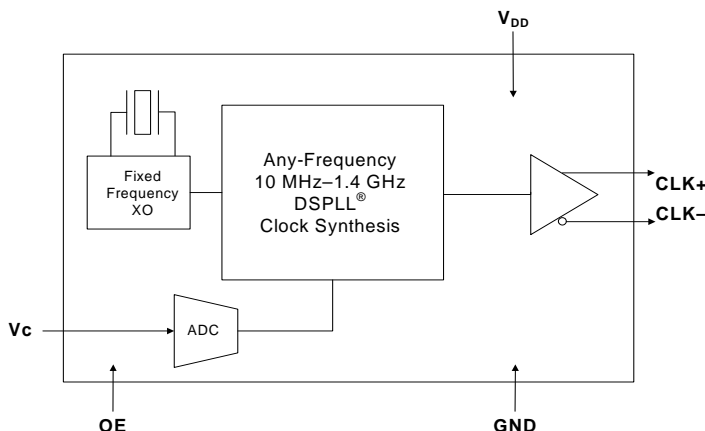 V_DD
Any-Frequency
10 MHz–1.4 GHz
DSPLL®
Clock Synthesis
Fixed
Frequency
XO
CLK+
CLK–
Vc
ADC
OE
GND